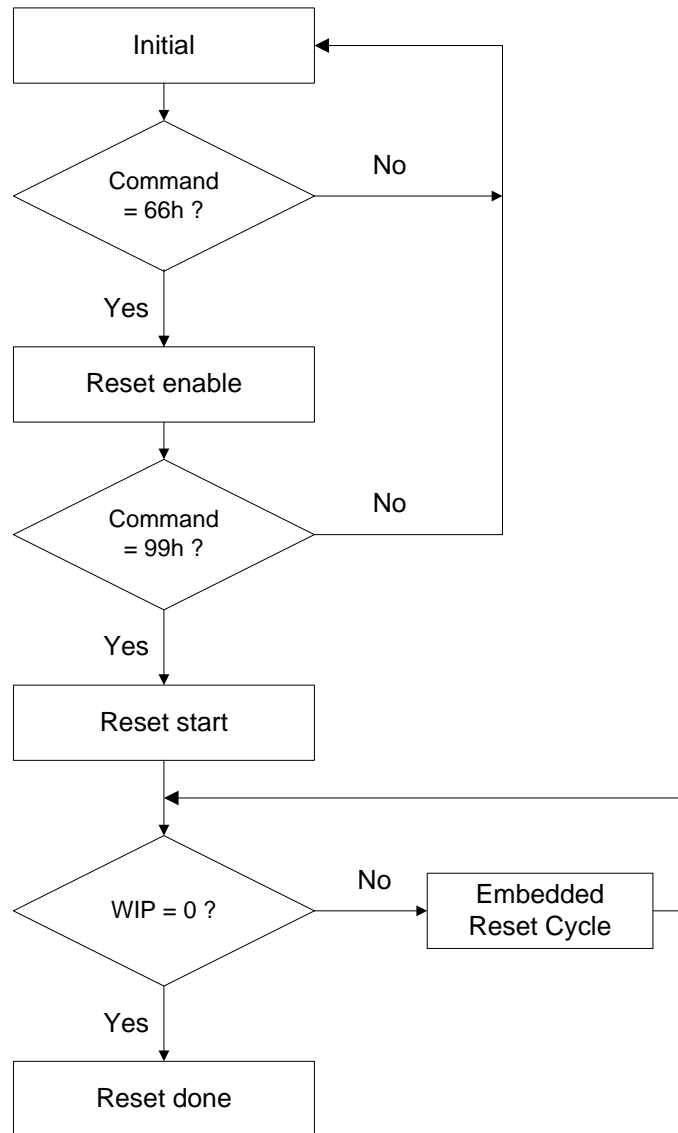 Initial
Command
= 66h ?
No
Yes
Reset enable
Command
= 99h ?
No
Yes
Reset start
WIP = 0 ?
No
Embedded
Reset Cycle
Yes
Reset done